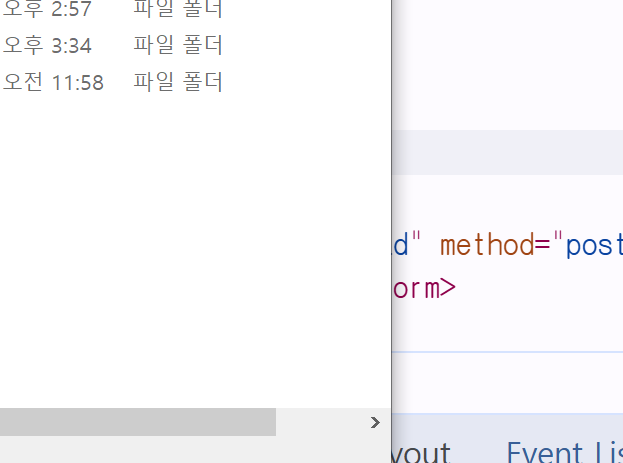 오후 2:57 파일 폴더
오후 3:34 파일 폴더
오전 11:58 파일 폴더
d" method="post
orm>
yout Event Lis